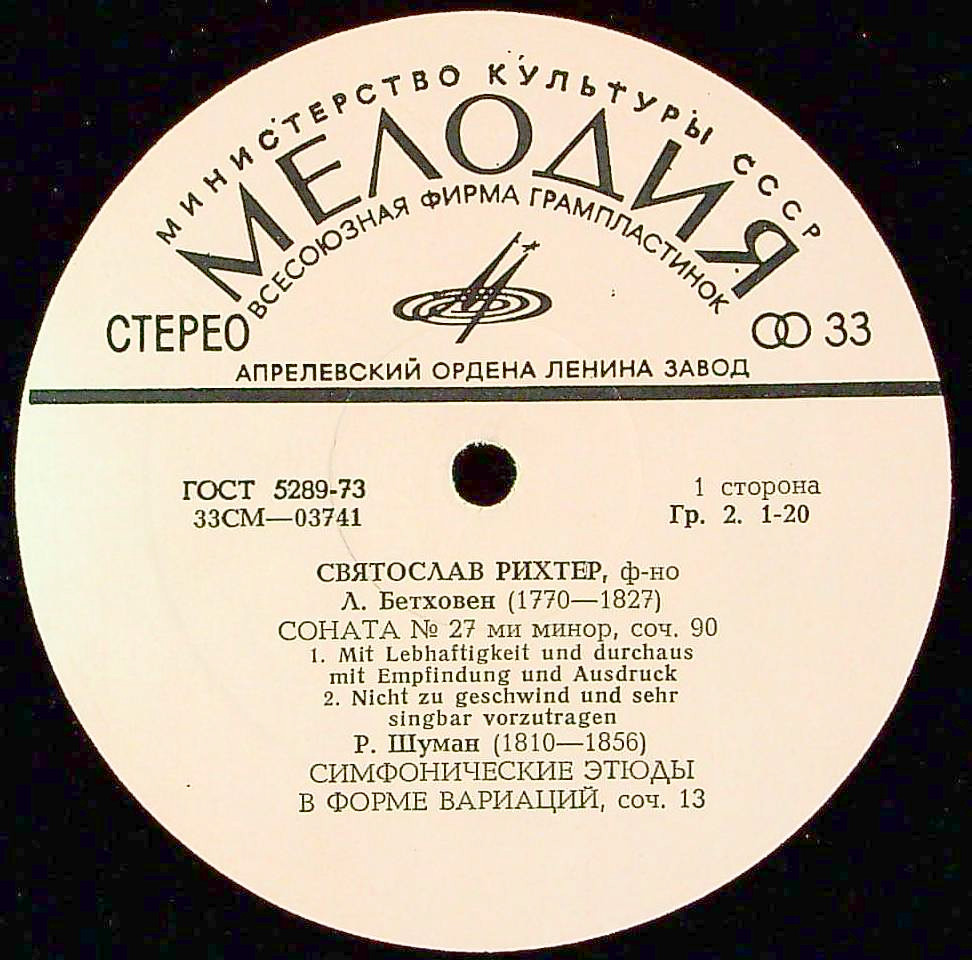 МИНИСТЕРСТВО КУЛЬТУРЫ СССР
МЕЛОДИЯ
ВСЕСОЮЗНАЯ ФИРМА ГРАМПЛАСТИНОК
СТЕРЕО
33
АПРЕЛЕВСКИЙ ОРДЕНА ЛЕНИНА ЗАВОД
ГОСТ 5289-73
33СМ—03741
1 сторона
Гр. 2. 1-20
СВЯТОСЛАВ РИХТЕР, ф-но
Л. Бетховен (1770—1827)
СОНАТА № 27 ми минор, соч. 90
1. Mit Lebhaftigkeit und durchaus
mit Empfindung und Ausdruck
2. Nicht zu geschwind und sehr
singbar vorzutragen
Р. Шуман (1810—1856)
СИМФОНИЧЕСКИЕ ЭТЮДЫ
В ФОРМЕ ВАРИАЦИЙ, соч. 13